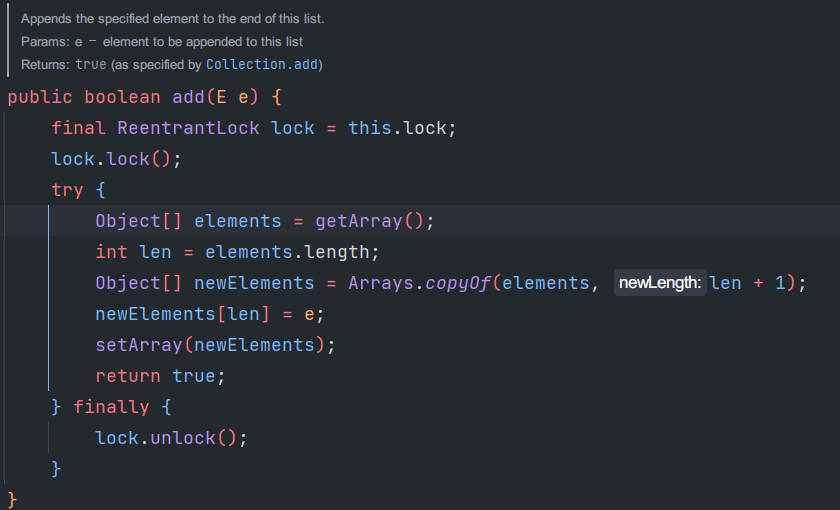 Appends the specified element to the end of this list.
Params: e – element to be appended to this list
Returns: true (as specified by Collection.add)
public boolean add(E e) {
    final ReentrantLock lock = this.lock;
    lock.lock();
    try {
        Object[] elements = getArray();
        int len = elements.length;
        Object[] newElements = Arrays.copyOf(elements, newLength: len + 1);
        newElements[len] = e;
        setArray(newElements);
        return true;
    } finally {
        lock.unlock();
    }
}